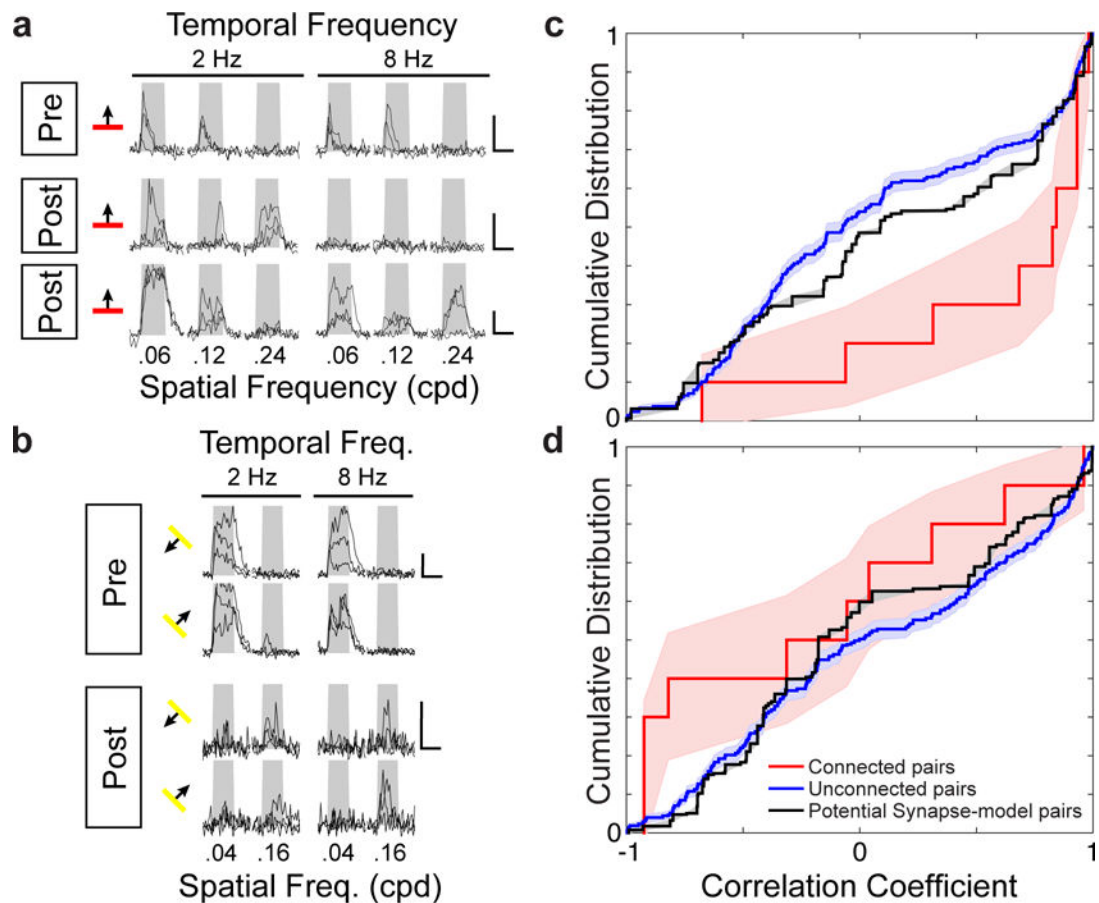 a
Temporal Frequency
2 Hz 8 Hz
Pre
Post
Post
.06 .12 .24 .06 .12 .24
Spatial Frequency (cpd)
b
Temporal Freq.
2 Hz 8 Hz
Pre
Post
.04 .16 .04 .16
Spatial Freq. (cpd)
c
1
Cumulative Distribution
0
d
1
Cumulative Distribution
Connected pairs
Unconnected pairs
Potential Synapse-model pairs
0
-1 0 1
Correlation Coefficient